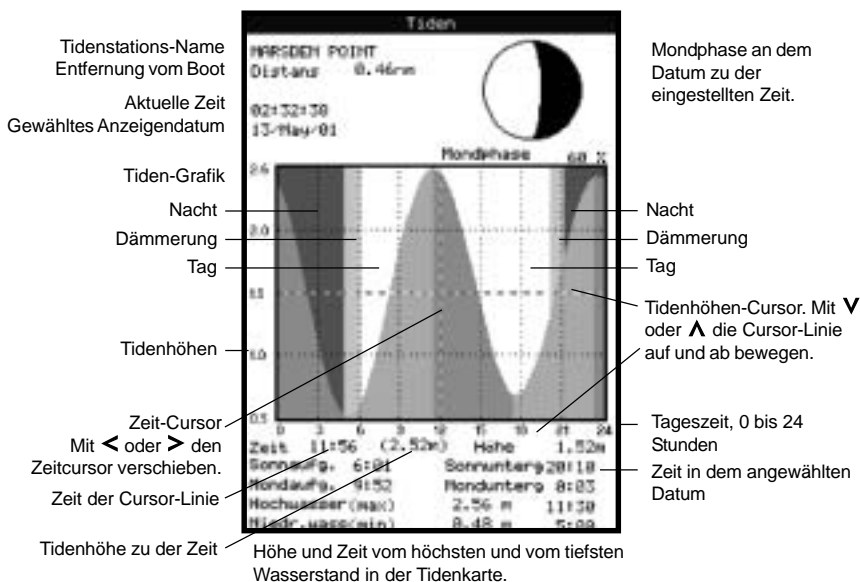 Tiden
Tidenstations-Name
Entfernung vom Boot
Aktuelle Zeit
Gewähltes Anzeigendatum
MARSDEN POINT
Distans 0.46nm
02:32:38
13/May/01
Mondphase 60 %
Mondphase an dem
Datum zu der
eingestellten Zeit.
Tiden-Grafik
Nacht
Dämmerung
Tag
Tidenhöhen
2.6
2.0
1.5
1.0
0.5
0 3 6 9 12 15 18 21 24
Nacht
Dämmerung
Tag
Tidenhöhen-Cursor. Mit V
oder Λ die Cursor-Linie
auf und ab bewegen.
Zeit-Cursor
Mit < oder > den
Zeitcursor verschieben.
Zeit der Cursor-Linie
Tidenhöhe zu der Zeit
Zeit 11:56 (2.52m) Hohe 1.52m
Sonnaufg. 6:01 Sonnunterg 20:10
Mondaufg. 9:52 Mondunterg 0:03
Hochwasser(max) 2.56 m 11:30
Niedr.wass(min) 0.48 m 5:09
Tageszeit, 0 bis 24
Stunden
Zeit in dem angewählten
Datum
Höhe und Zeit vom höchsten und vom tiefsten
Wasserstand in der Tidenkarte.